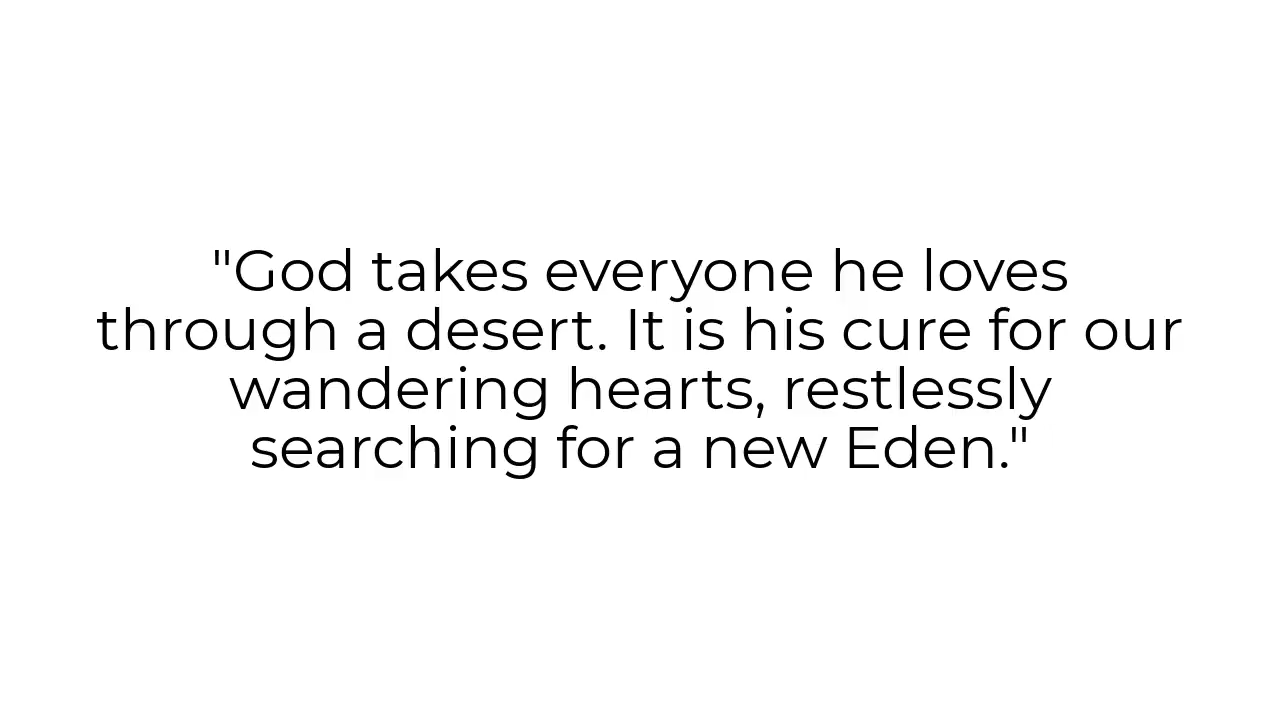 "God takes everyone he loves
through a desert. It is his cure for our
wandering hearts, restlessly
searching for a new Eden."